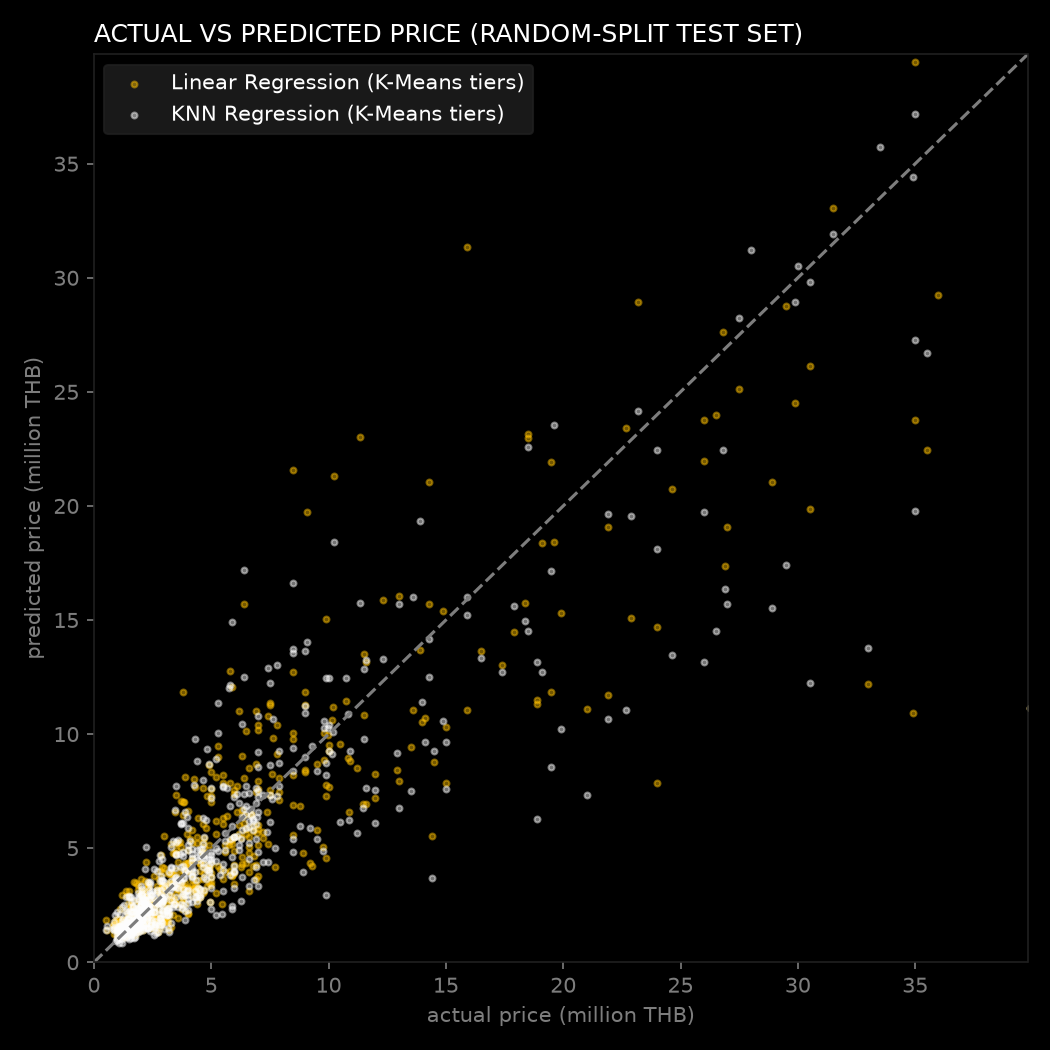 ACTUAL VS PREDICTED PRICE (RANDOM-SPLIT TEST SET)
Linear Regression (K-Means tiers)
KNN Regression (K-Means tiers)
predicted price (million THB)
35
30
25
20
15
10
5
0
0 5 10 15 20 25 30 35
actual price (million THB)